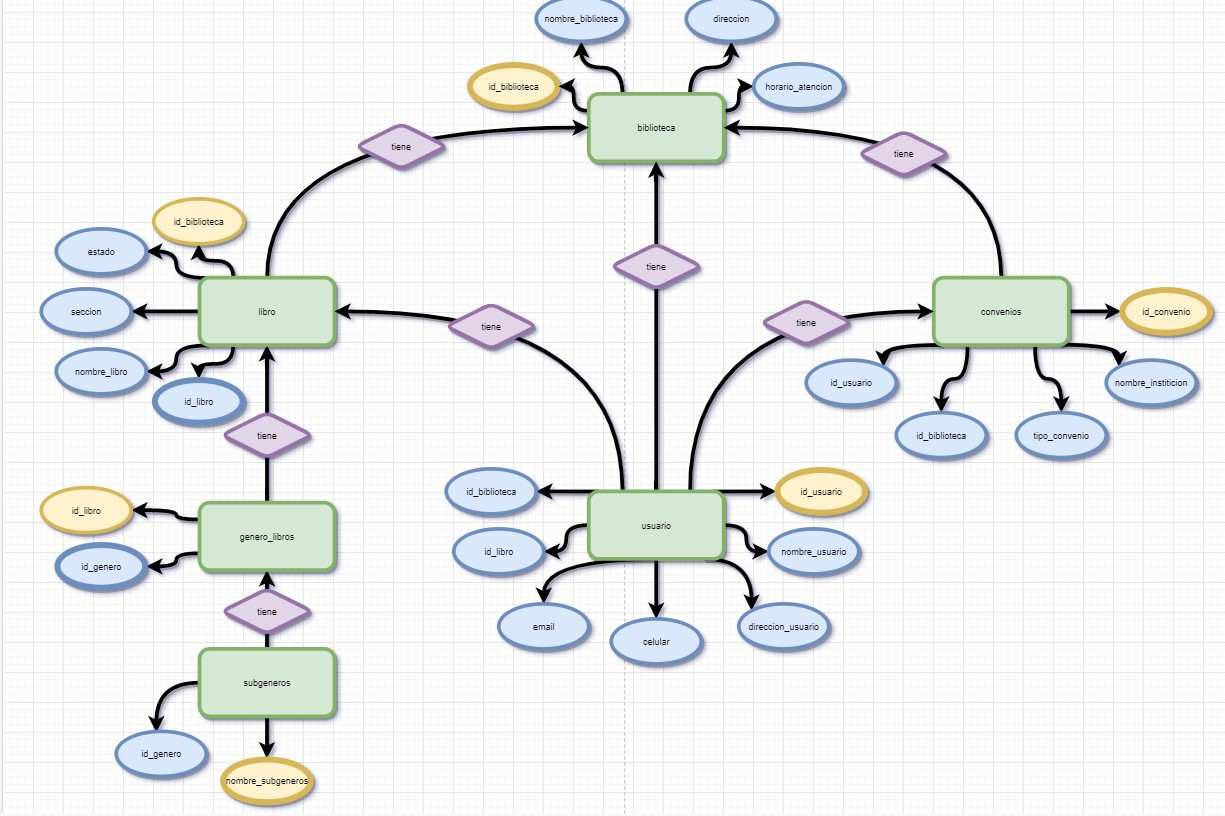 nombre_biblioteca
direccion
id_biblioteca
horario_atencion
biblioteca
tiene
tiene
id_biblioteca
estado
tiene
seccion
libro
convenios
id_convenio
tiene
tiene
nombre_libro
id_libro
id_usuario
nombre_institicion
tiene
id_biblioteca
tipo_convenio
id_biblioteca
id_usuario
id_libro
genero_libros
usuario
id_libro
nombre_usuario
id_genero
tiene
email
celular
direccion_usuario
subgeneros
id_genero
nombre_subgeneros